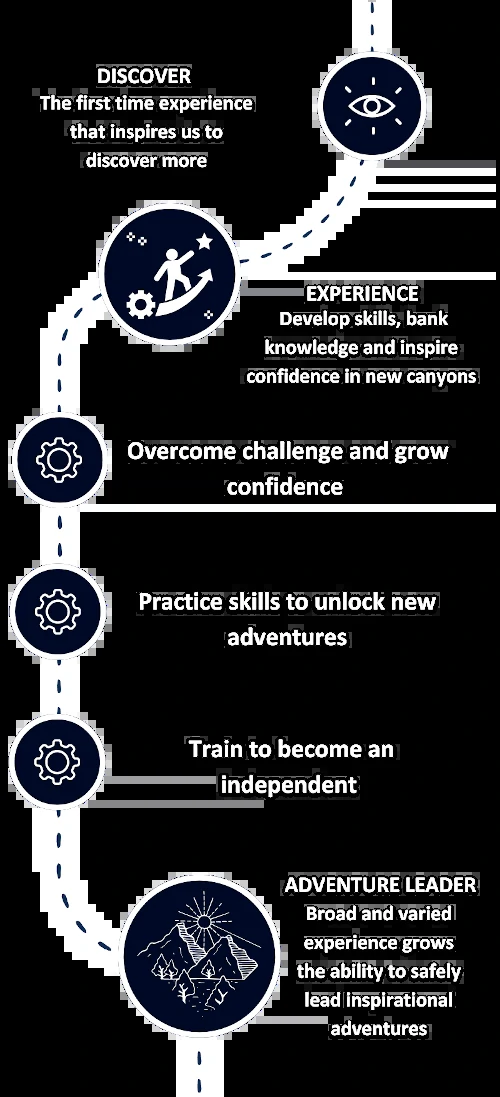 DISCOVER
The first time experience
that inspires us to
discover more
EXPERIENCE
Develop skills, bank
knowledge and inspire
confidence in new canyons
Overcome challenge and grow
confidence
Practice skills to unlock new
adventures
Train to become an
independent
ADVENTURE LEADER
Broad and varied
experience grows
the ability to safely
lead inspirational
adventures